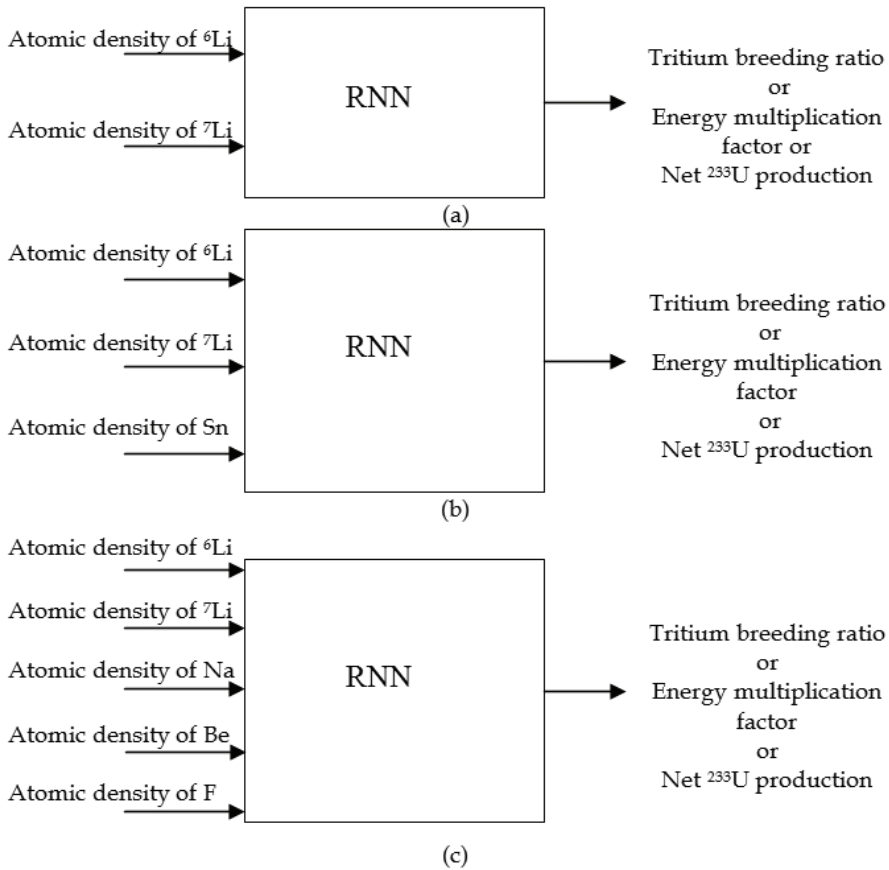 Atomic density of ⁶Li
Atomic density of ⁷Li
RNN
Tritium breeding ratio
or
Energy multiplication
factor or
Net ²³³U production
(a)
Atomic density of ⁶Li
Atomic density of ⁷Li
Atomic density of Sn
RNN
Tritium breeding ratio
or
Energy multiplication
factor
or
Net ²³³U production
(b)
Atomic density of ⁶Li
Atomic density of ⁷Li
Atomic density of Na
Atomic density of Be
Atomic density of F
RNN
Tritium breeding ratio
or
Energy multiplication
factor
or
Net ²³³U production
(c)